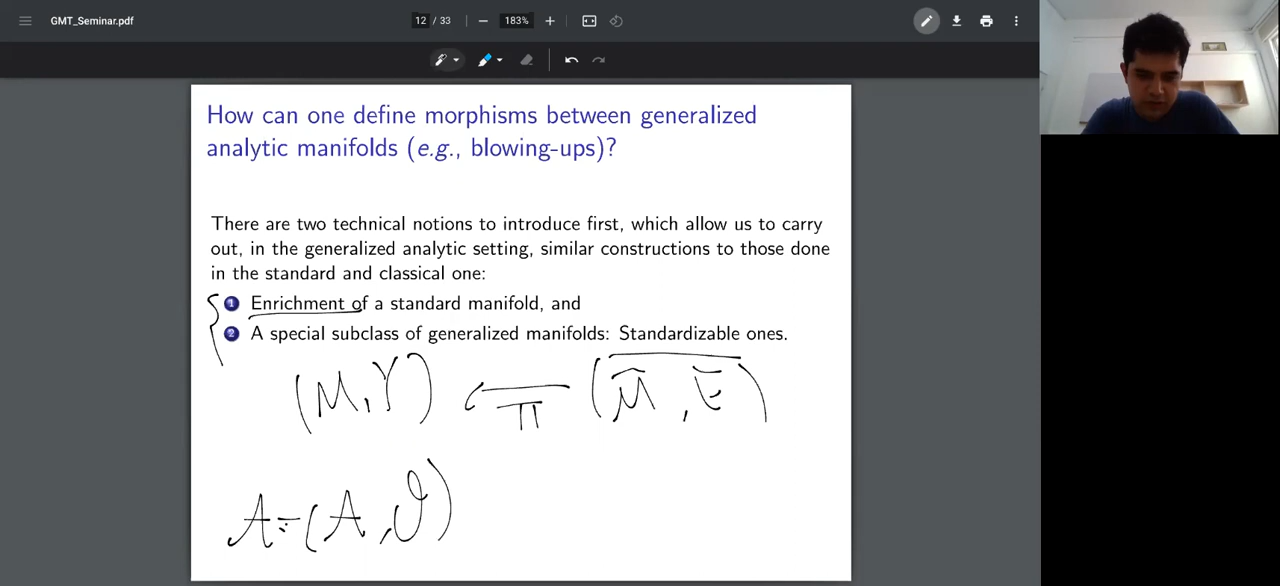 GMT_Seminar.pdf
12 / 33
183%
How can one define morphisms between generalized
analytic manifolds (e.g., blowing-ups)?
There are two technical notions to introduce first, which allow us to carry
out, in the generalized analytic setting, similar constructions to those done
in the standard and classical one:
1 Enrichment of a standard manifold, and
2 A special subclass of generalized manifolds: Standardizable ones.
(M, Y) ← π (M̃, Ẽ)
A = (A, O)